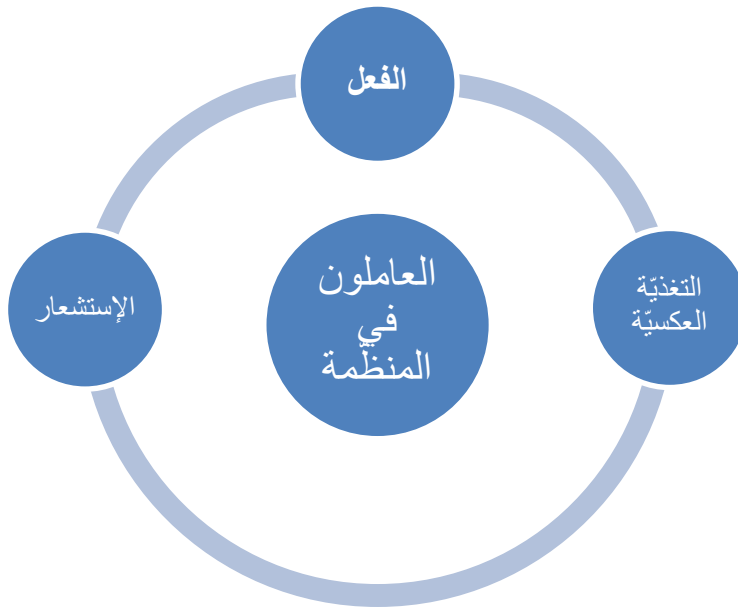 الفعل
التغذيّة
العكسيّة
العاملون
في
المنظّمة
الإستشعار